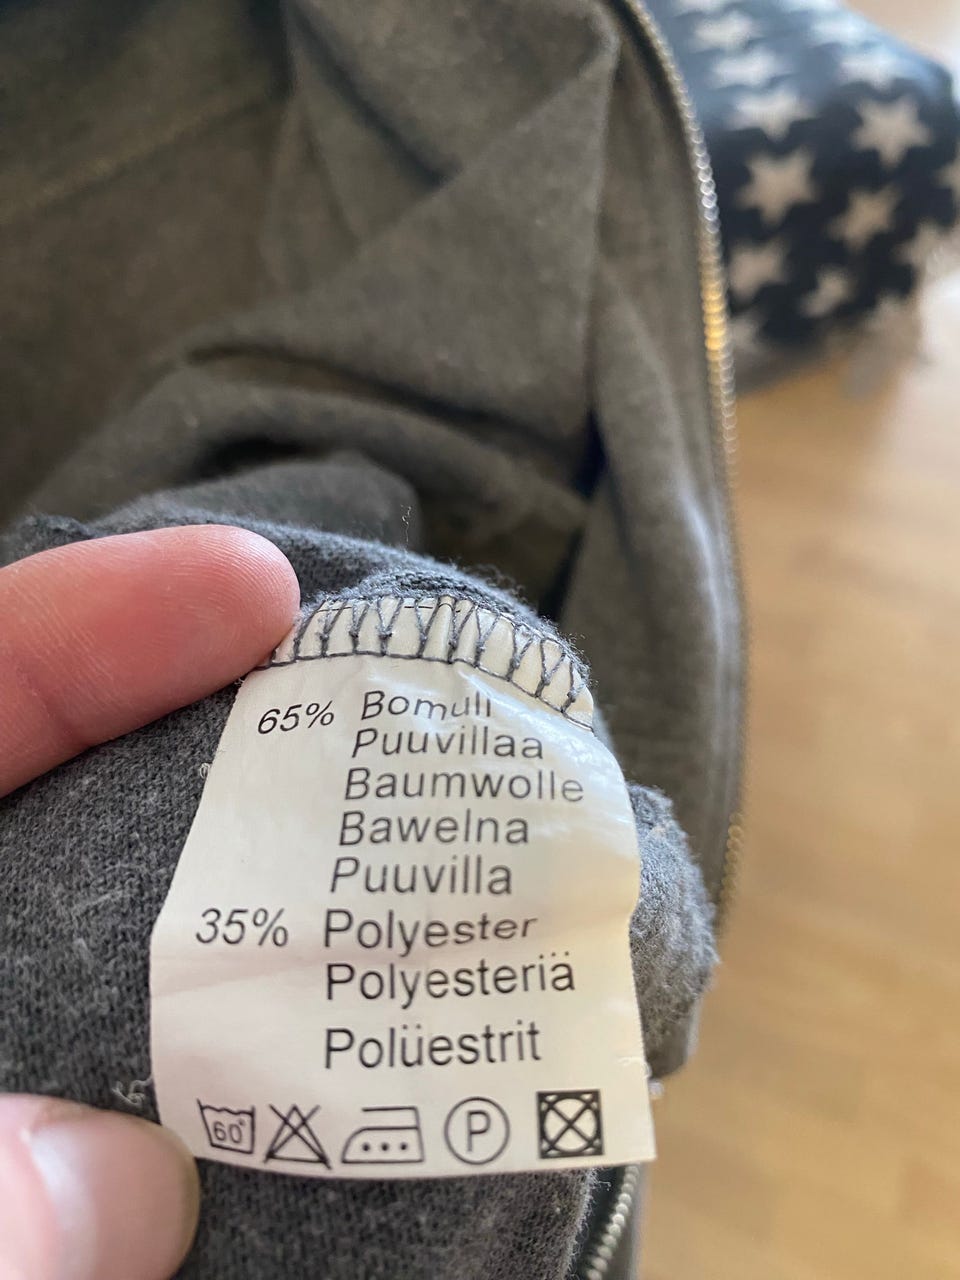 65% Bomull
Puuvillaa
Baumwolle
Bawelna
Puuvilla
35% Polyester
Polyesteriä
Polüestrit
60° P